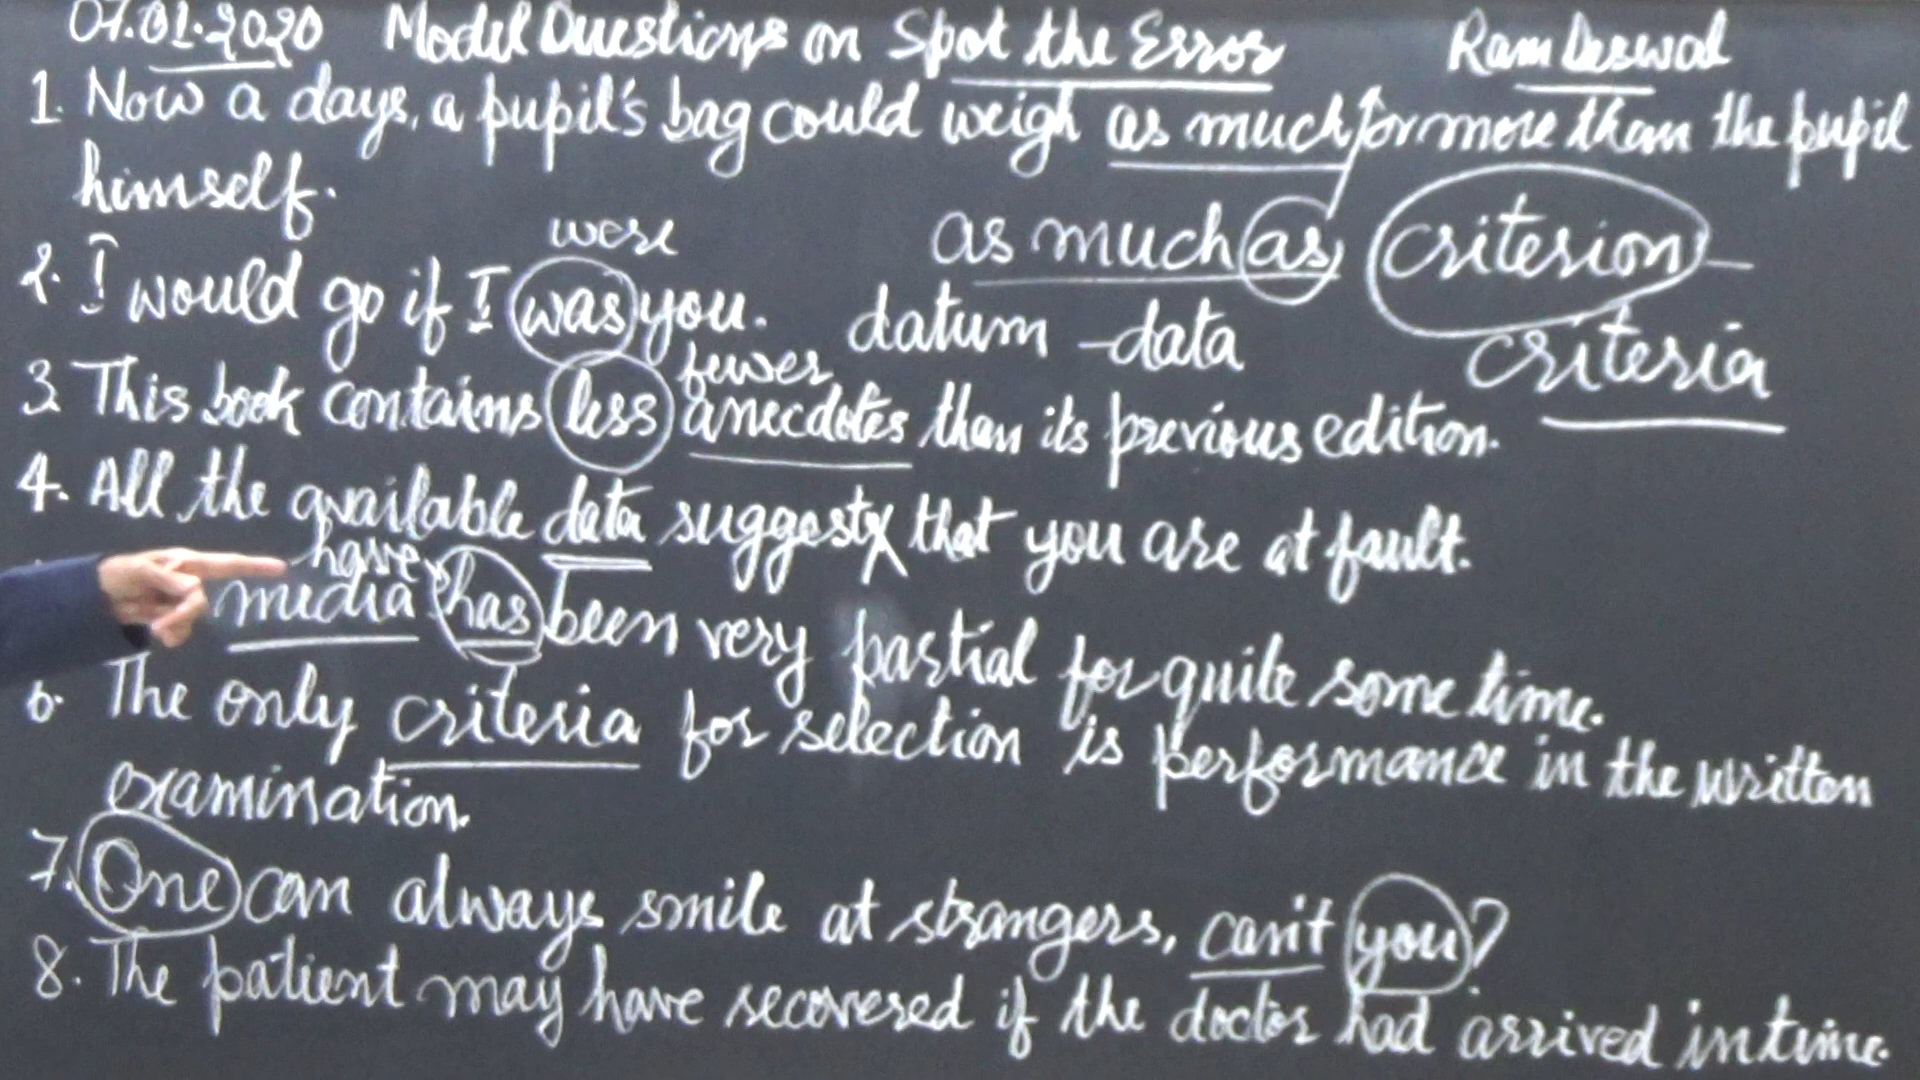 07.01.2020 Model Questions on Spot the Error Ram Deswal
1. Now a days, a pupil's bag could weigh as much/or more than the pupil
himself.
were as much as criterion -
2. I would go if I was you. datum - data criteria
fewer
3. This book contains less anecdotes than its previous edition.
4. All the available data suggests that you are at fault.
have
media has been very partial for quite some time.
6. The only criteria for selection is performance in the written
examination.
7. One can always smile at strangers, can't you?
8. The patient may have recovered if the doctor had arrived in time.